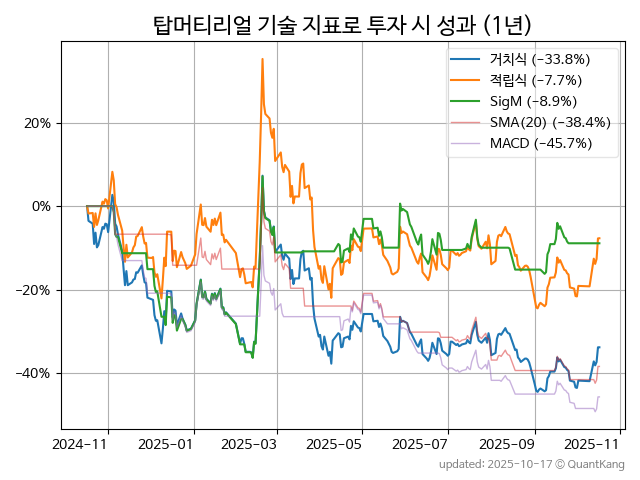 탑머티리얼 기술 지표로 투자 시 성과 (1년)
거치식 (−33.8%)
적립식 (−7.7%)
SigM (−8.9%)
SMA(20) (−38.4%)
MACD (−45.7%)
20%
0%
−20%
−40%
2024-11 2025-01 2025-03 2025-05 2025-07 2025-09 2025-11
updated: 2025-10-17 © QuantKang